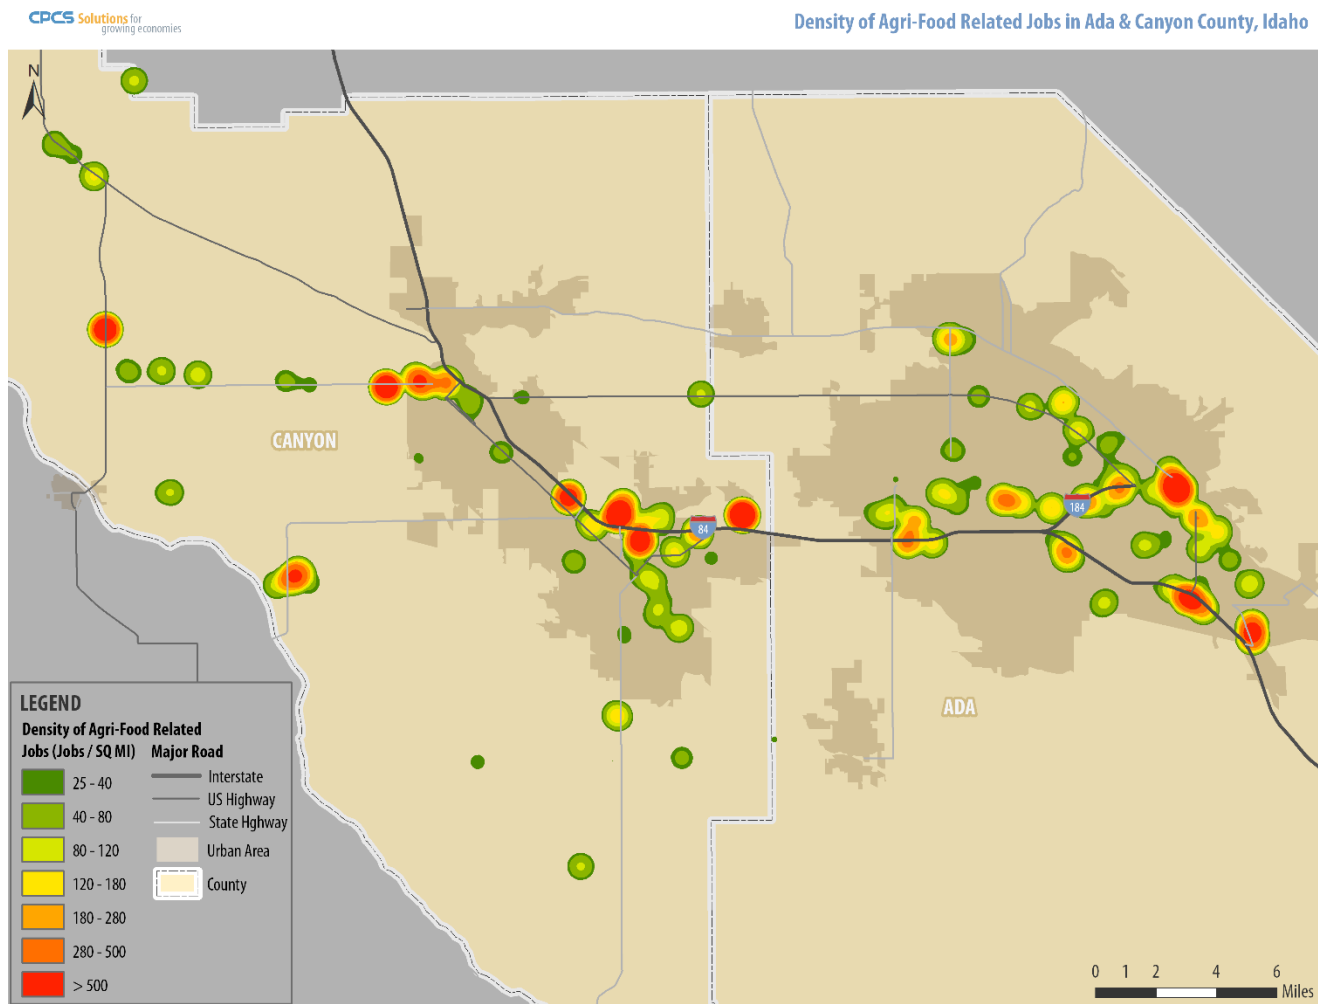 CPCS Solutions for
growing economies
Density of Agri-Food Related Jobs in Ada & Canyon County, Idaho
N
CANYON
84
184
ADA
LEGEND
Density of Agri-Food Related
Jobs (Jobs / SQ MI)
25 - 40
40 - 80
80 - 120
120 - 180
180 - 280
280 - 500
> 500
Major Road
Interstate
US Highway
State Hghway
Urban Area
County
0 1 2 4 6
Miles